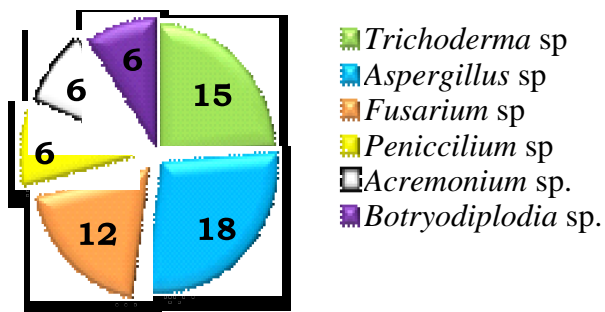 6
15
6
6
12
18
Trichoderma sp
Aspergillus sp
Fusarium sp
Peniccilium sp
Acremonium sp.
Botryodiplodia sp.